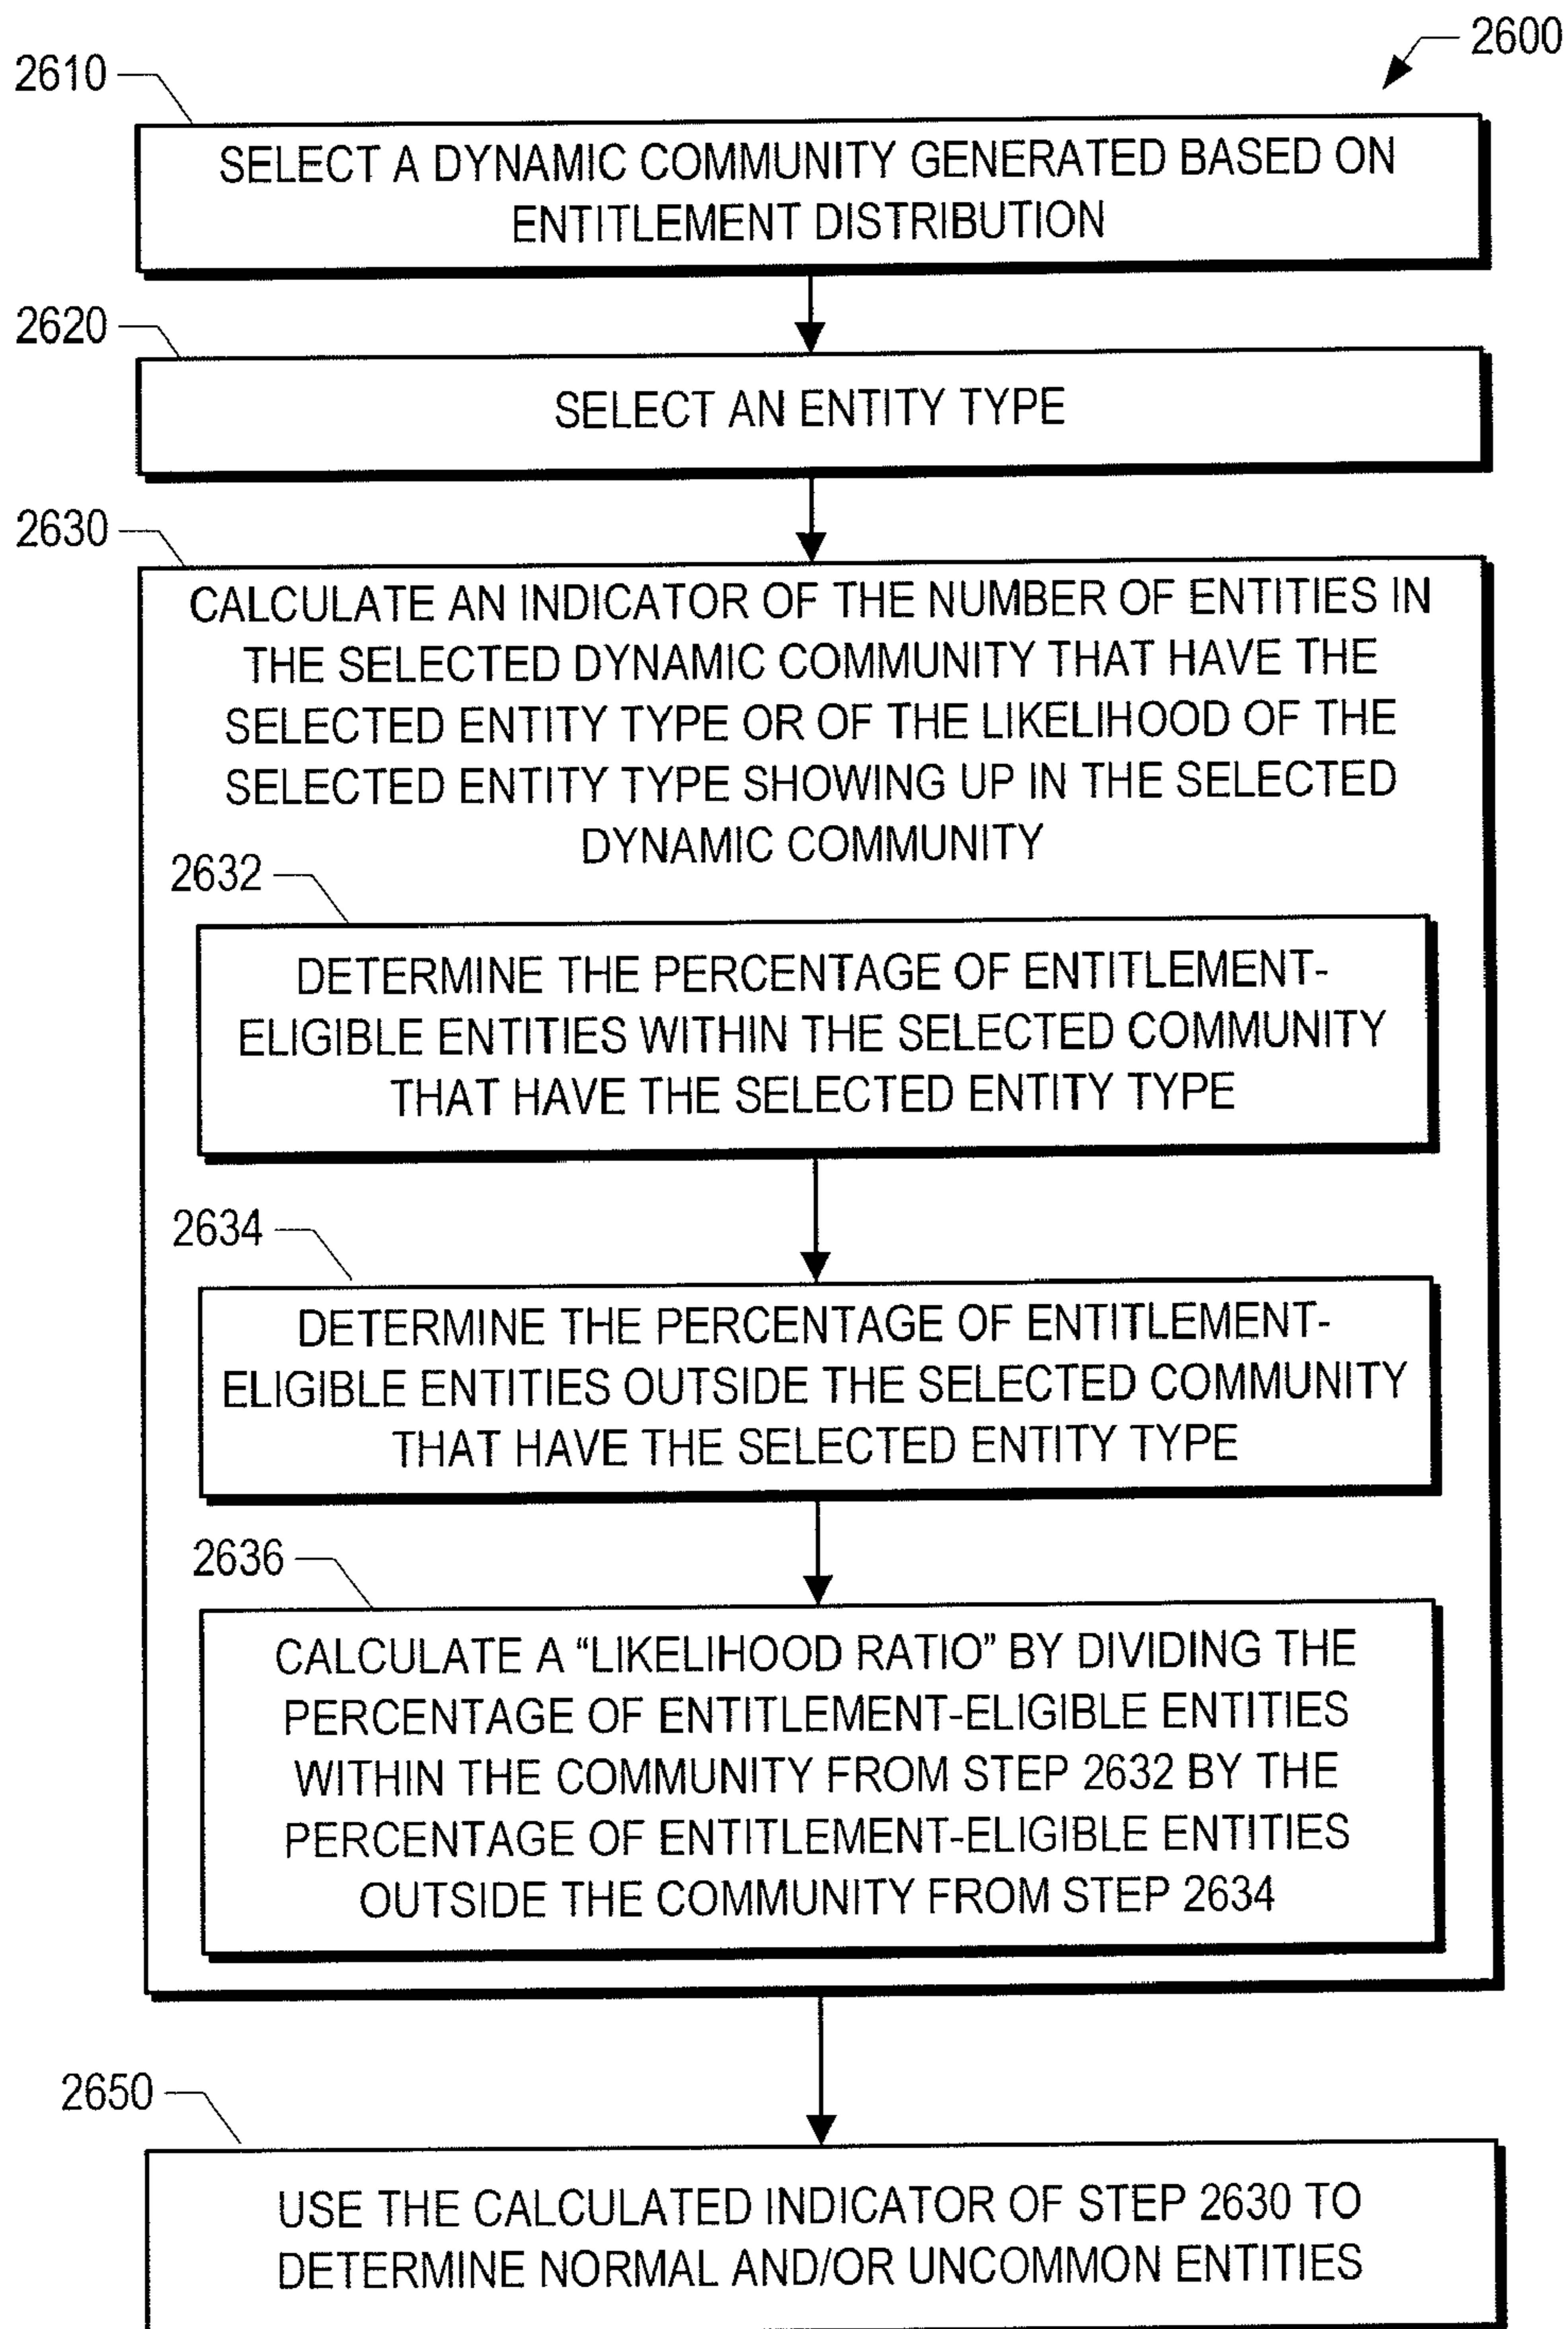 2600
2610
SELECT A DYNAMIC COMMUNITY GENERATED BASED ON
ENTITLEMENT DISTRIBUTION
2620
SELECT AN ENTITY TYPE
2630
CALCULATE AN INDICATOR OF THE NUMBER OF ENTITIES IN
THE SELECTED DYNAMIC COMMUNITY THAT HAVE THE
SELECTED ENTITY TYPE OR OF THE LIKELIHOOD OF THE
SELECTED ENTITY TYPE SHOWING UP IN THE SELECTED
DYNAMIC COMMUNITY
2632
DETERMINE THE PERCENTAGE OF ENTITLEMENT-
ELIGIBLE ENTITIES WITHIN THE SELECTED COMMUNITY
THAT HAVE THE SELECTED ENTITY TYPE
2634
DETERMINE THE PERCENTAGE OF ENTITLEMENT-
ELIGIBLE ENTITIES OUTSIDE THE SELECTED COMMUNITY
THAT HAVE THE SELECTED ENTITY TYPE
2636
CALCULATE A “LIKELIHOOD RATIO” BY DIVIDING THE
PERCENTAGE OF ENTITLEMENT-ELIGIBLE ENTITIES
WITHIN THE COMMUNITY FROM STEP 2632 BY THE
PERCENTAGE OF ENTITLEMENT-ELIGIBLE ENTITIES
OUTSIDE THE COMMUNITY FROM STEP 2634
2650
USE THE CALCULATED INDICATOR OF STEP 2630 TO
DETERMINE NORMAL AND/OR UNCOMMON ENTITIES